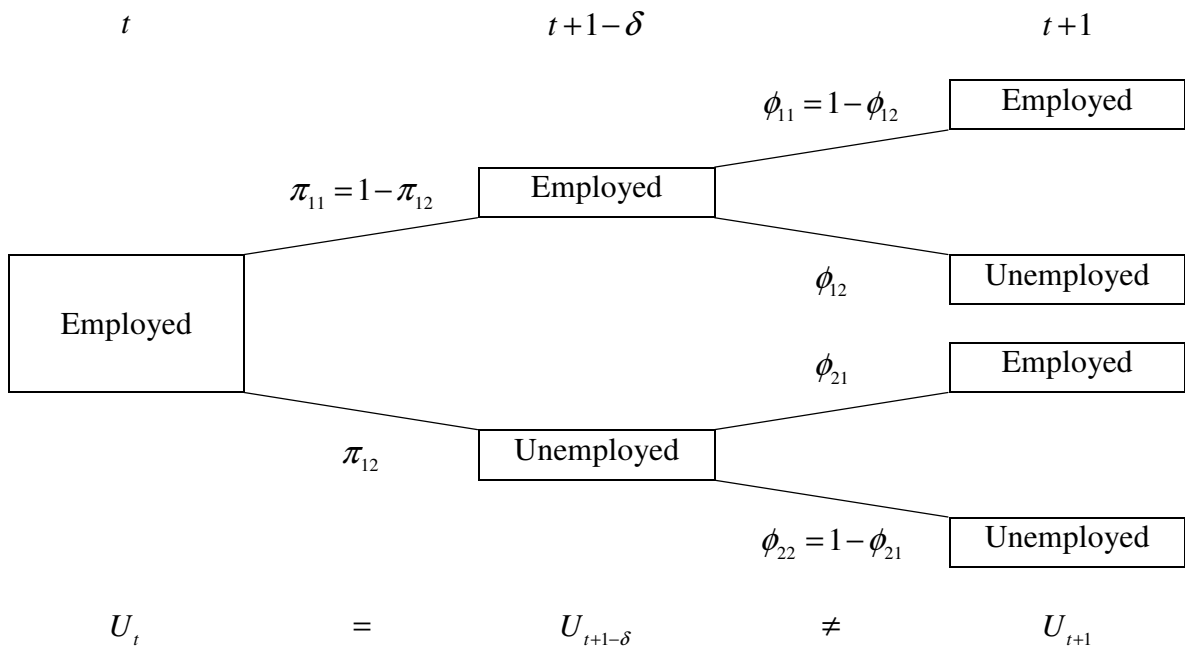 t t+1−δ t+1
ϕ₁₁ = 1−ϕ₁₂ Employed
π₁₁ = 1−π₁₂ Employed
ϕ₁₂ Unemployed
Employed
ϕ₂₁ Employed
π₁₂ Unemployed
ϕ₂₂ = 1−ϕ₂₁ Unemployed
Uₜ = Uₜ₊₁₋δ ≠ Uₜ₊₁